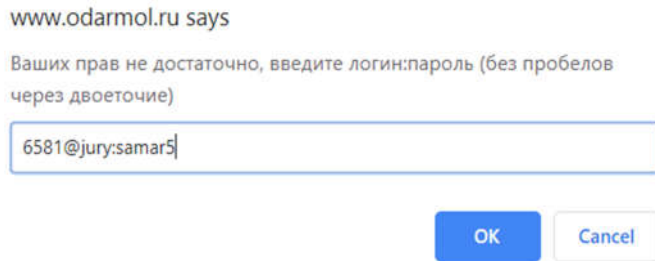 www.odarmol.ru says
Ваших прав не достаточно, введите логин:пароль (без пробелов
через двоеточие)
6581@jury:samar5
OK
Cancel